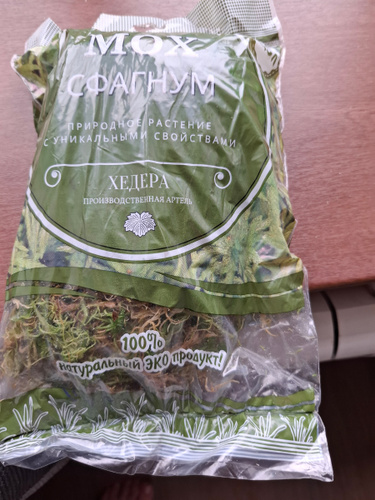 МОХ
СФАГНУМ
ПРИРОДНОЕ РАСТЕНИЕ
С УНИКАЛЬНЫМИ СВОЙСТВАМИ
ХЕДЕРА
ПРОИЗВОДСТВЕННАЯ АРТЕЛЬ
100%
натуральный ЭКО продукт!